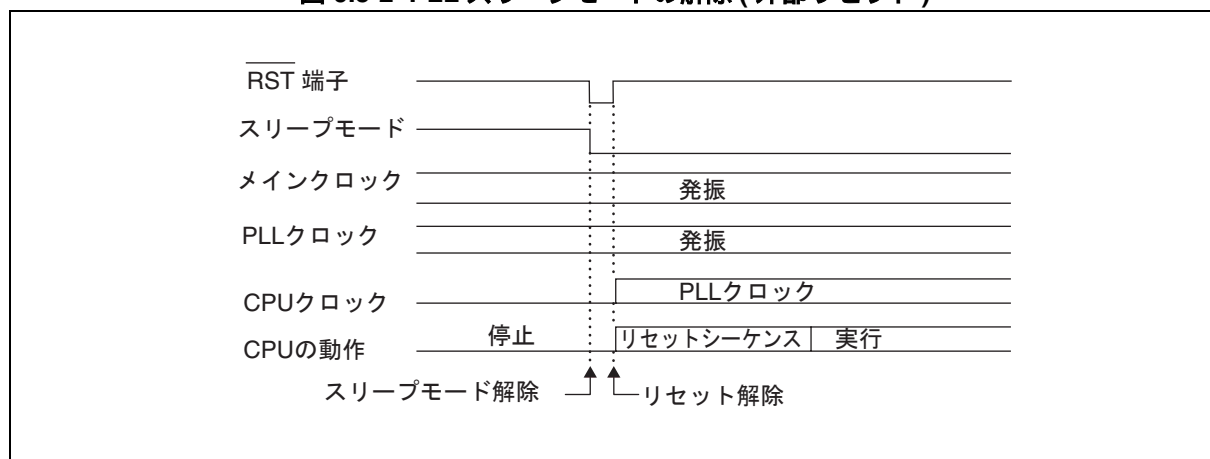 RST 端子
スリープモード
メインクロック
発振
PLLクロック
発振
CPUクロック
PLLクロック
CPUの動作
停止
リセットシーケンス
実行
スリープモード解除
リセット解除